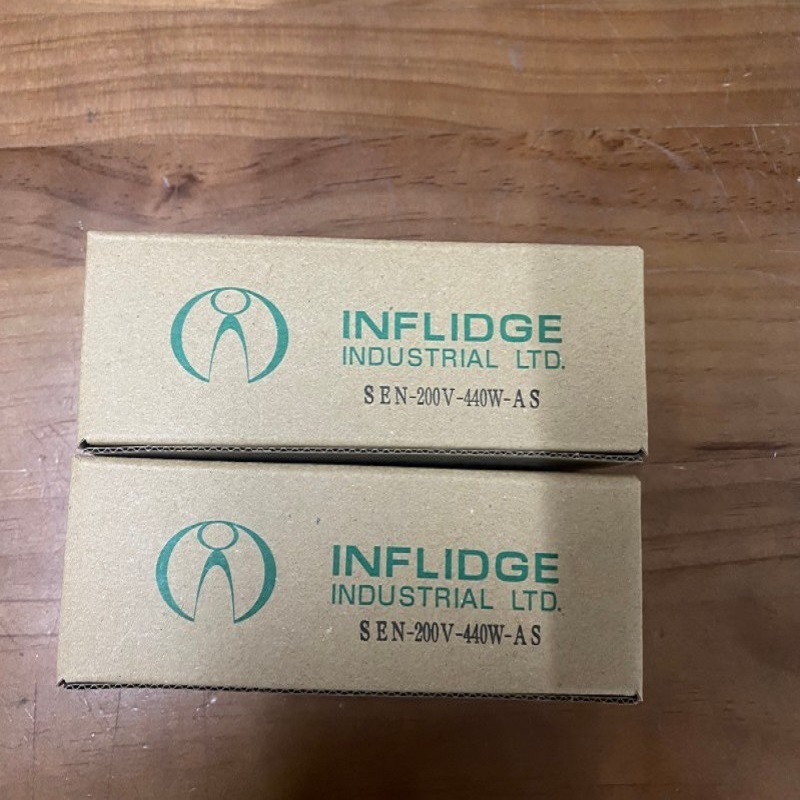 INFLIDGE
INDUSTRIAL LTD.
SEN-200V-440W-AS
INFLIDGE
INDUSTRIAL LTD.
SEN-200V-440W-AS